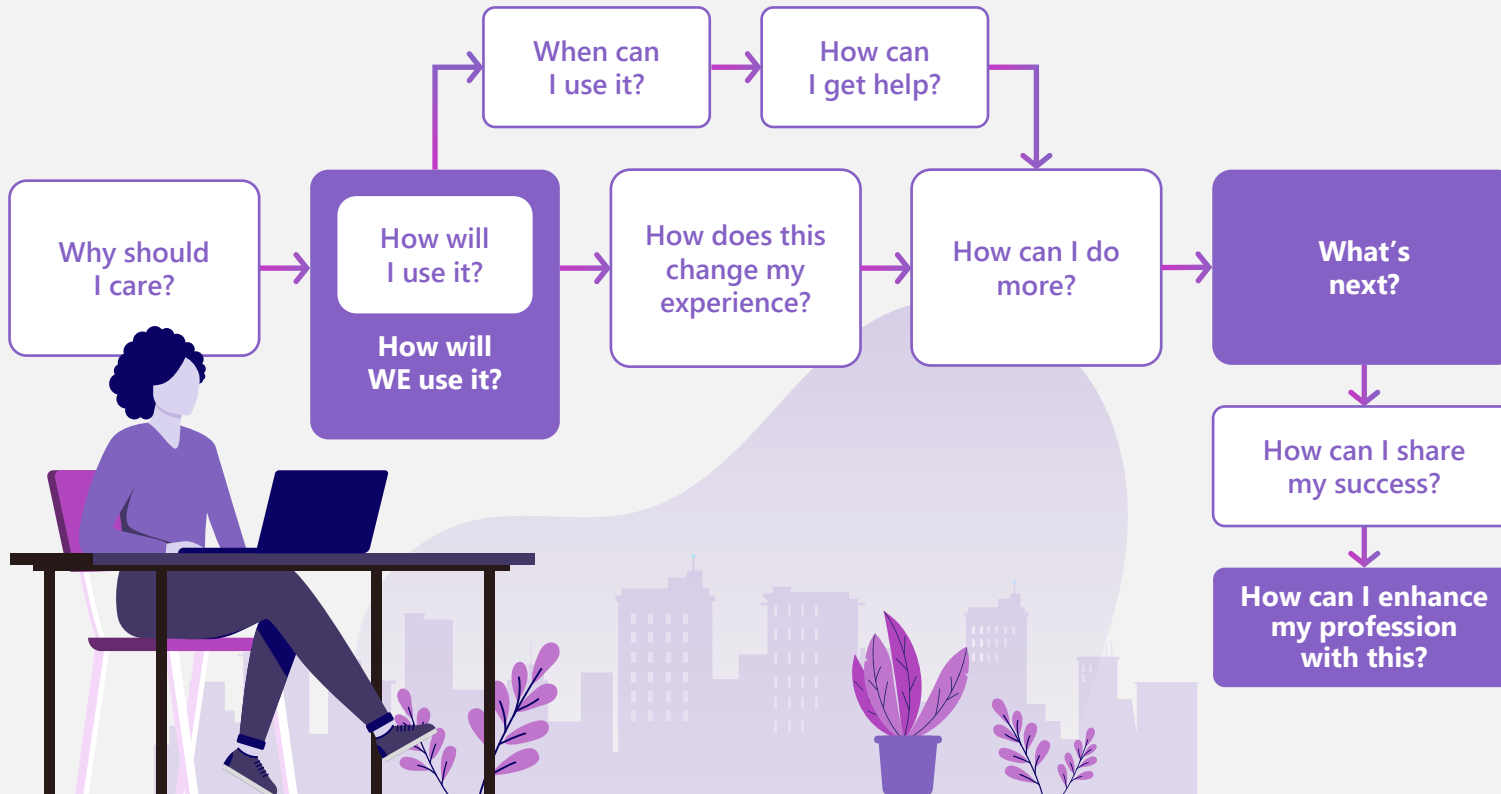 When can
I use it?
How can
I get help?
Why should
I care?
How will
I use it?
How will
WE use it?
How does this
change my
experience?
How can I do
more?
What’s
next?
How can I share
my success?
How can I enhance
my profession
with this?